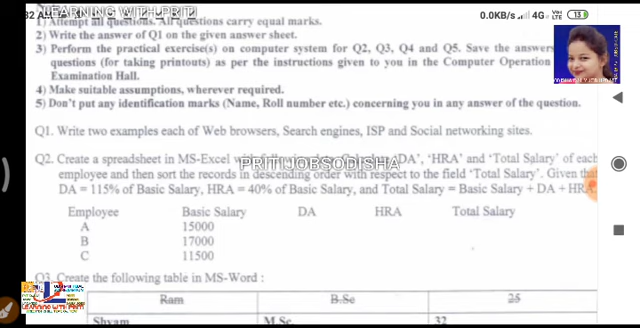 32 AM LEARNING WITH PRITI 0.0KB/s 4G 13
1) Attempt all questions. All questions carry equal marks.
2) Write the answer of Q1 on the given answer sheet.
3) Perform the practical exercise(s) on computer system for Q2, Q3, Q4 and Q5. Save the answers
questions (for taking printouts) as per the instructions given to you in the Computer Operation
Examination Hall.
4) Make suitable assumptions, wherever required.
5) Don't put any identification marks (Name, Roll number etc.) concerning you in any answer of the question.
Q1. Write two examples each of Web browsers, Search engines, ISP and Social networking sites.
Q2. Create a spreadsheet in MS-Excel DA', 'HRA' and 'Total Salary' of each
PRITIJOBSODISHA
employee and then sort the records in descending order with respect to the field 'Total Salary'. Given that
DA = 115% of Basic Salary, HRA = 40% of Basic Salary, and Total Salary = Basic Salary + DA + HRA
Employee Basic Salary DA HRA Total Salary
A 15000
B 17000
C 11500
Q3. Create the following table in MS-Word :
Ram B.Sc 25
Shyam M.Sc. 32
LEARNING WITH PRITI